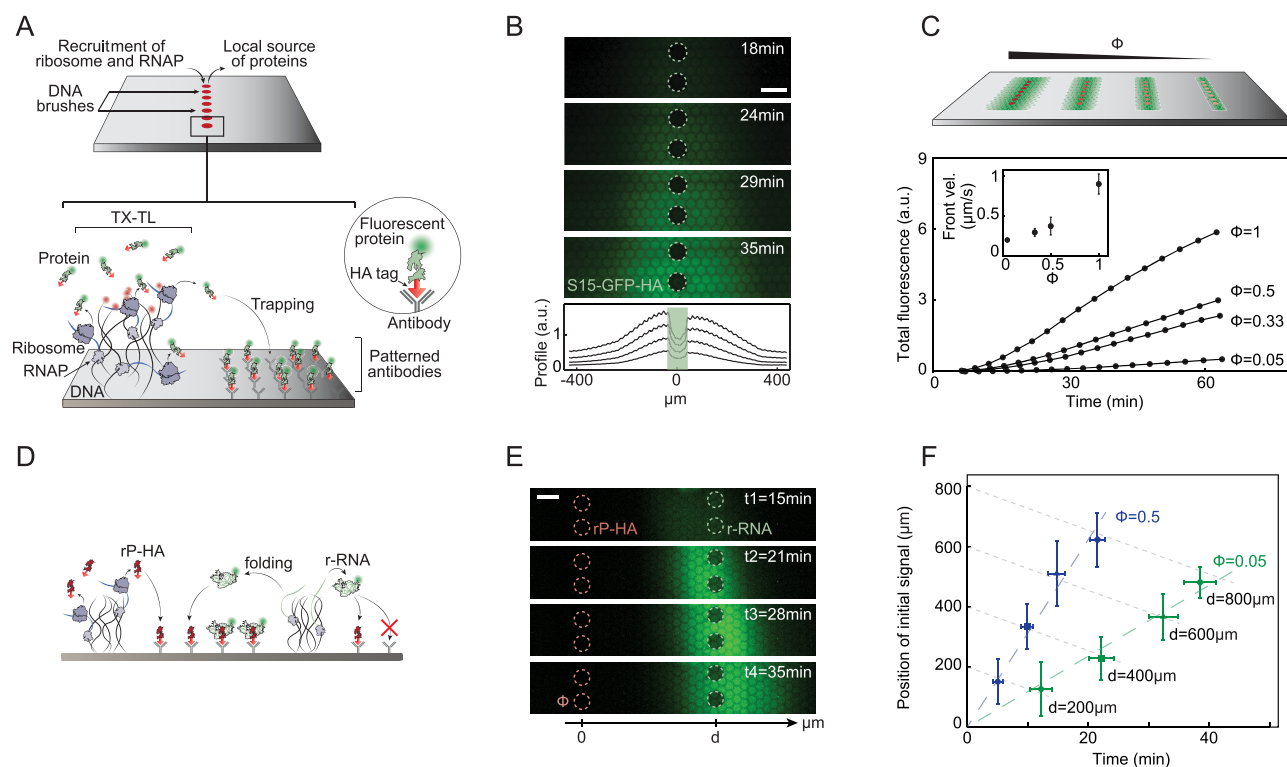 A
Recruitment of
ribosome and RNAP
Local source
of proteins
DNA
brushes
TX-TL
Protein
Fluorescent
protein
HA tag
Antibody
Trapping
Ribosome
RNAP
DNA
Patterned
antibodies
B
18min
24min
29min
35min
S15-GFP-HA
Profile (a.u.)
1
0
-400
0
400
µm
C
Φ
Total fluorescence (a.u.)
9
6
3
0
Front vel.
(µm/s)
1
0.5
0
0
0.5
1
Φ
Φ=1
Φ=0.5
Φ=0.33
Φ=0.05
0
30
60
Time (min)
D
rP-HA
folding
r-RNA
E
t1=15min
rP-HA
r-RNA
t2=21min
t3=28min
t4=35min
Φ
0
d
µm
F
Position of initial signal (µm)
800
600
400
200
0
Φ=0.5
Φ=0.05
d=800µm
d=600µm
d=400µm
d=200µm
0
20
40
Time (min)